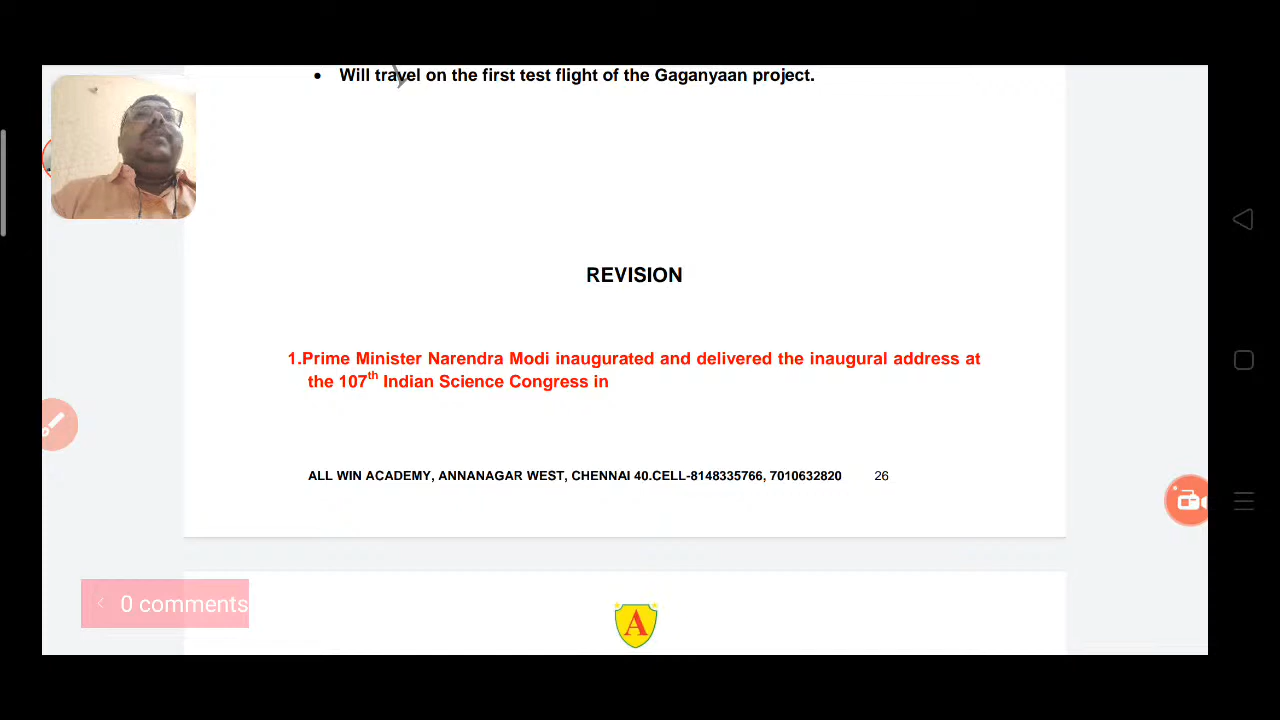 • Will travel on the first test flight of the Gaganyaan project.
REVISION
1.Prime Minister Narendra Modi inaugurated and delivered the inaugural address at
the 107th Indian Science Congress in
ALL WIN ACADEMY, ANNANAGAR WEST, CHENNAI 40.CELL-8148335766, 7010632820 26
0 comments
A